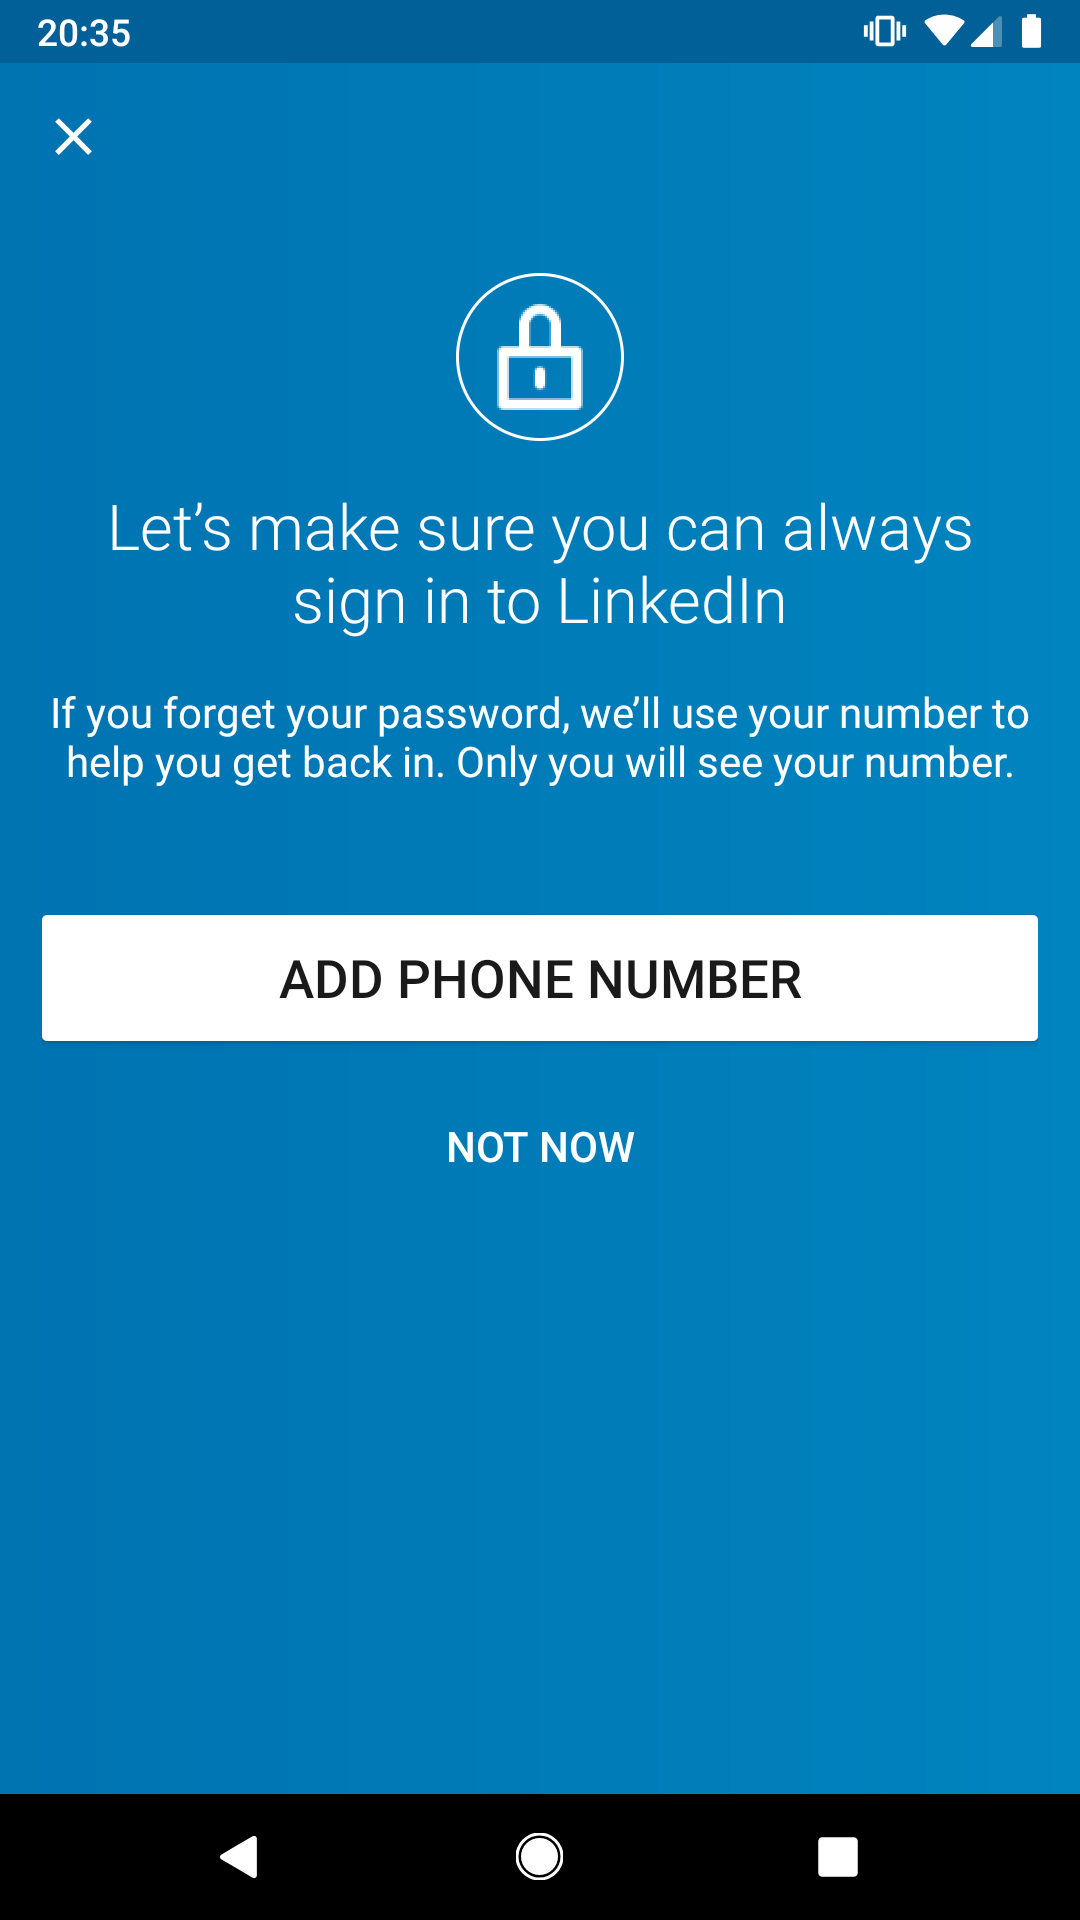 20:35
Let’s make sure you can always
sign in to LinkedIn
If you forget your password, we’ll use your number to
help you get back in. Only you will see your number.
ADD PHONE NUMBER
NOT NOW